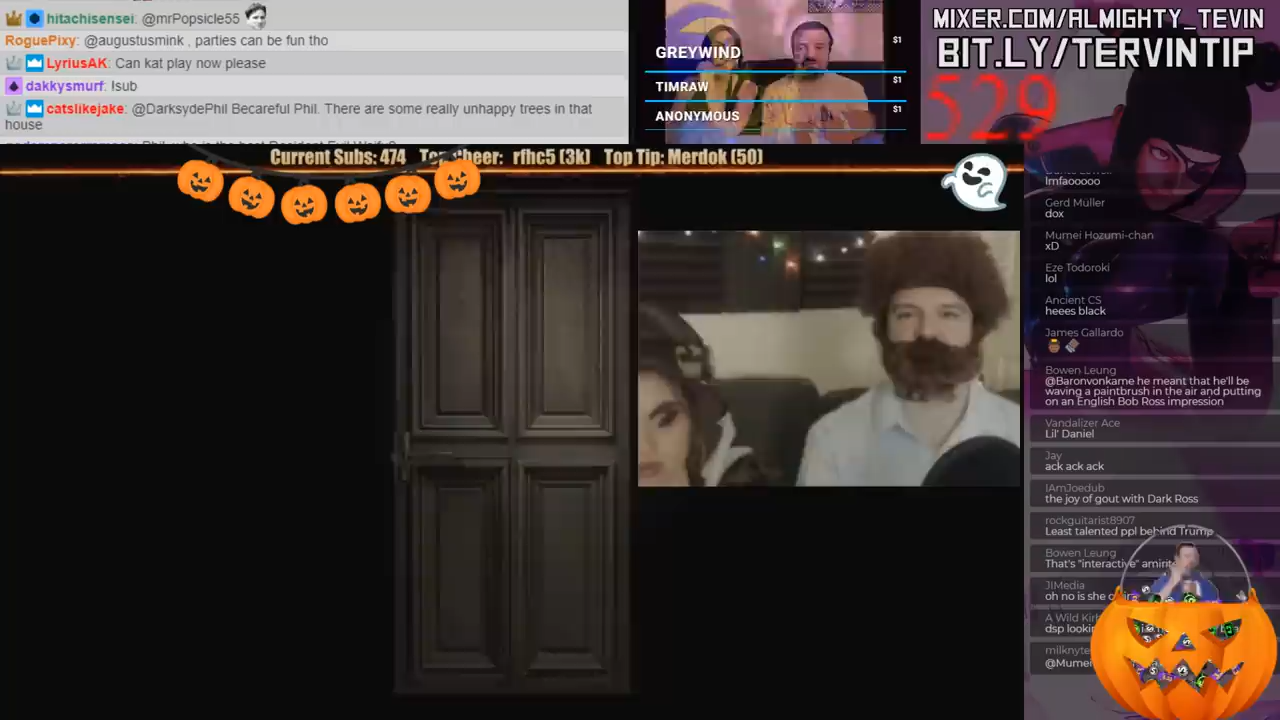 hitachisensei: @mrPopsicle55
RoguePixy: @augustusmink , parties can be fun tho
LyriusAK: Can kat play now please
dakkysmurf: lsub
catslikejake: @DarksydePhil Becareful Phil. There are some really unhappy trees in that
house
GREYWIND $1
TIMRAW $1
ANONYMOUS $1
MIXER.COM/ALMIGHTY_TEVIN
BIT.LY/TERVINTIP
529
Current Subs: 474 Top Cheer: rfhc5 (3k) Top Tip: Merdok (50)
lmfaooooo
Gerd Müller
dox
Mumei Hozumi-chan
xD
Eze Todoroki
lol
Ancient CS
heees black
James Gallardo
Bowen Leung
@Baronvonkame he meant that he'll be
waving a paintbrush in the air and putting
on an English Bob Ross impression
Vandalizer Ace
Lil' Daniel
Jay
ack ack ack
IAmJoedub
the joy of gout with Dark Ross
rockguitarist8907
Least talented ppl behind Trump
Bowen Leung
That's "interactive" amirite
JIMedia
oh no is she
A Wild
dsp
@Mumei